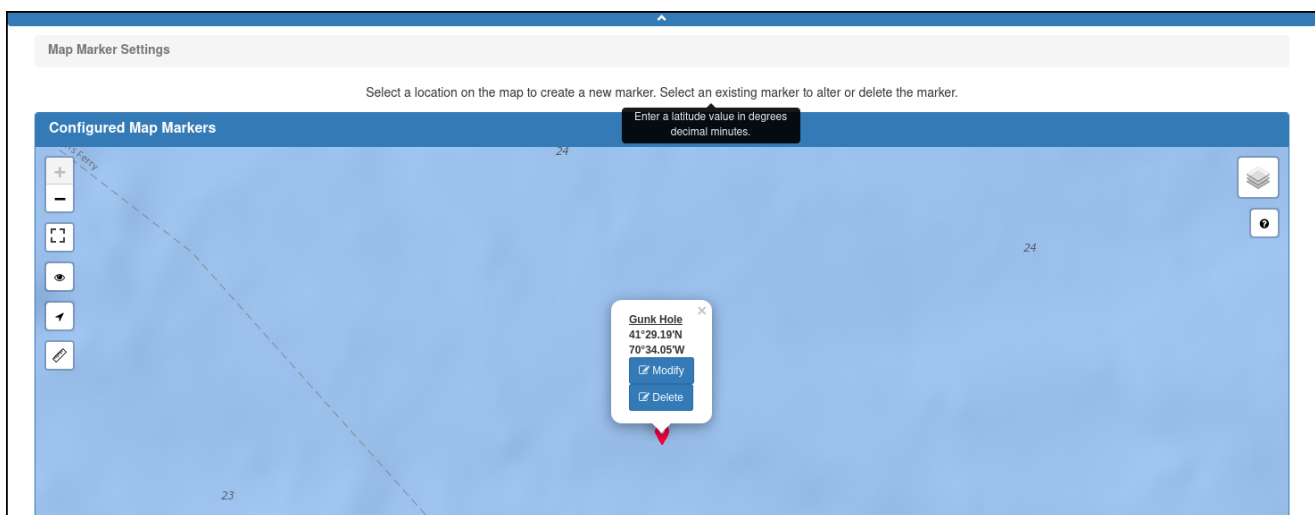 Map Marker Settings
Select a location on the map to create a new marker. Select an existing marker to alter or delete the marker.
Enter a latitude value in degrees
decimal minutes.
Configured Map Markers
Ferry
24
24
Gunk Hole
41°29.19'N
70°34.05'W
Modify
Delete
23